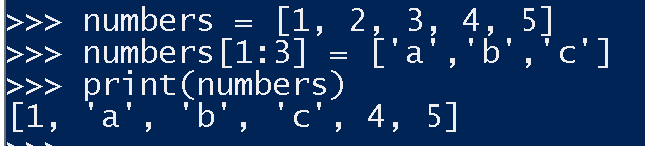 >>> numbers = [1, 2, 3, 4, 5]
>>> numbers[1:3] = ['a','b','c']
>>> print(numbers)
[1, 'a', 'b', 'c', 4, 5]
>>>